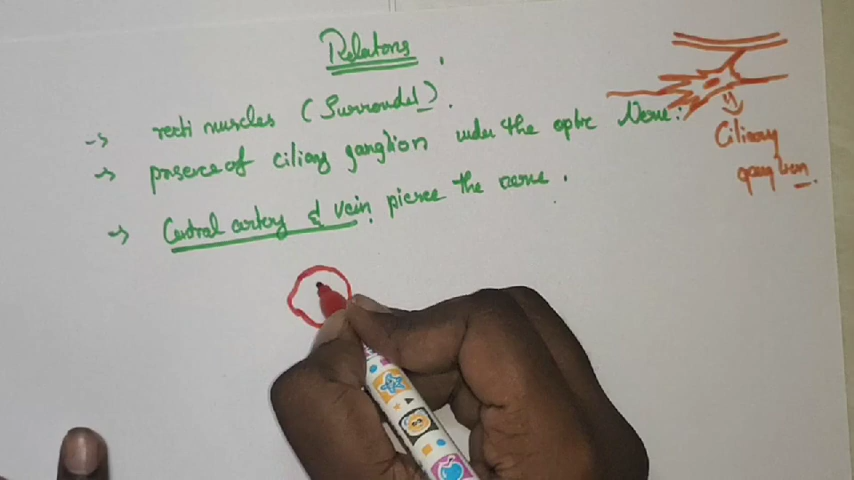 Relations.
-> recti muscles (Surrounded).
-> presence of ciliary ganglion under the optic Nerve.
-> Central artery & vein pierce the nerve.
Ciliary
ganglion.